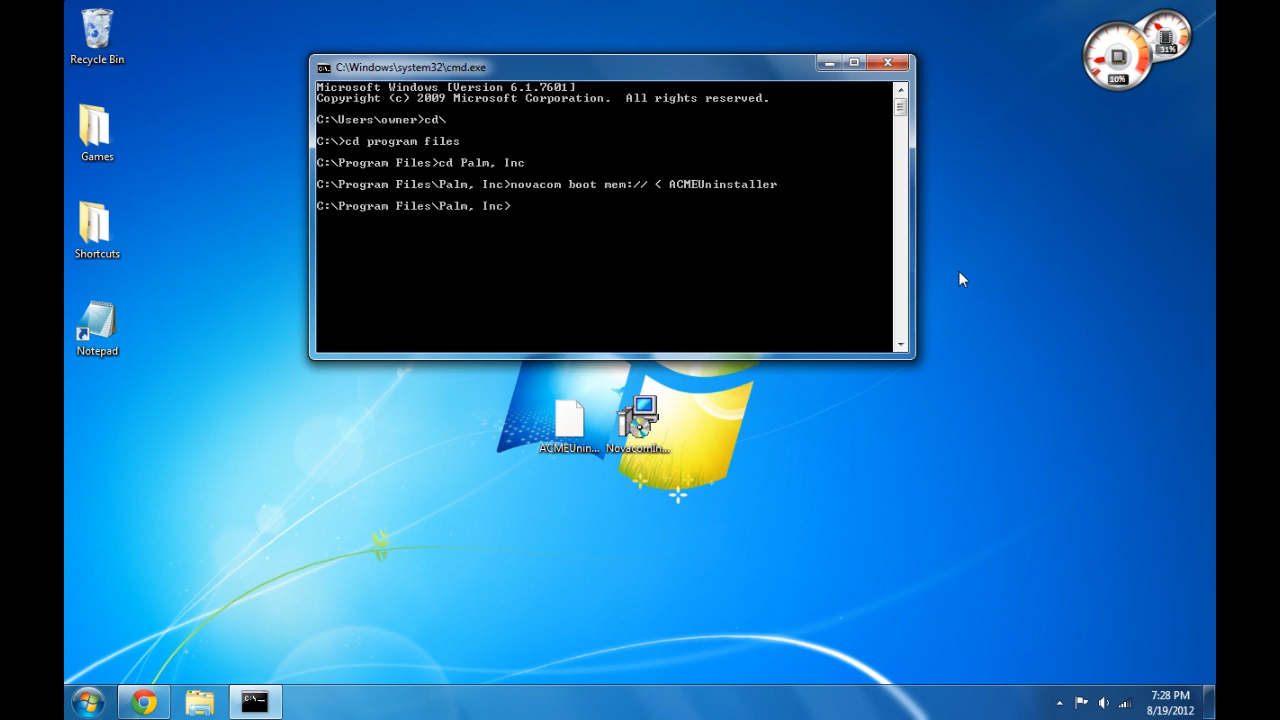 Recycle Bin
Games
Shortcuts
Notepad
C:\Windows\system32\cmd.exe
Microsoft Windows [Version 6.1.7601]
Copyright (c) 2009 Microsoft Corporation.  All rights reserved.
C:\Users\owner>cd\
C:\>cd program files
C:\Program Files>cd Palm, Inc
C:\Program Files\Palm, Inc>novacom boot mem:// < ACMEUninstaller
C:\Program Files\Palm, Inc>
ACMEUnin... NovacomIn...
31%
10%
C:\_
7:28 PM
8/19/2012